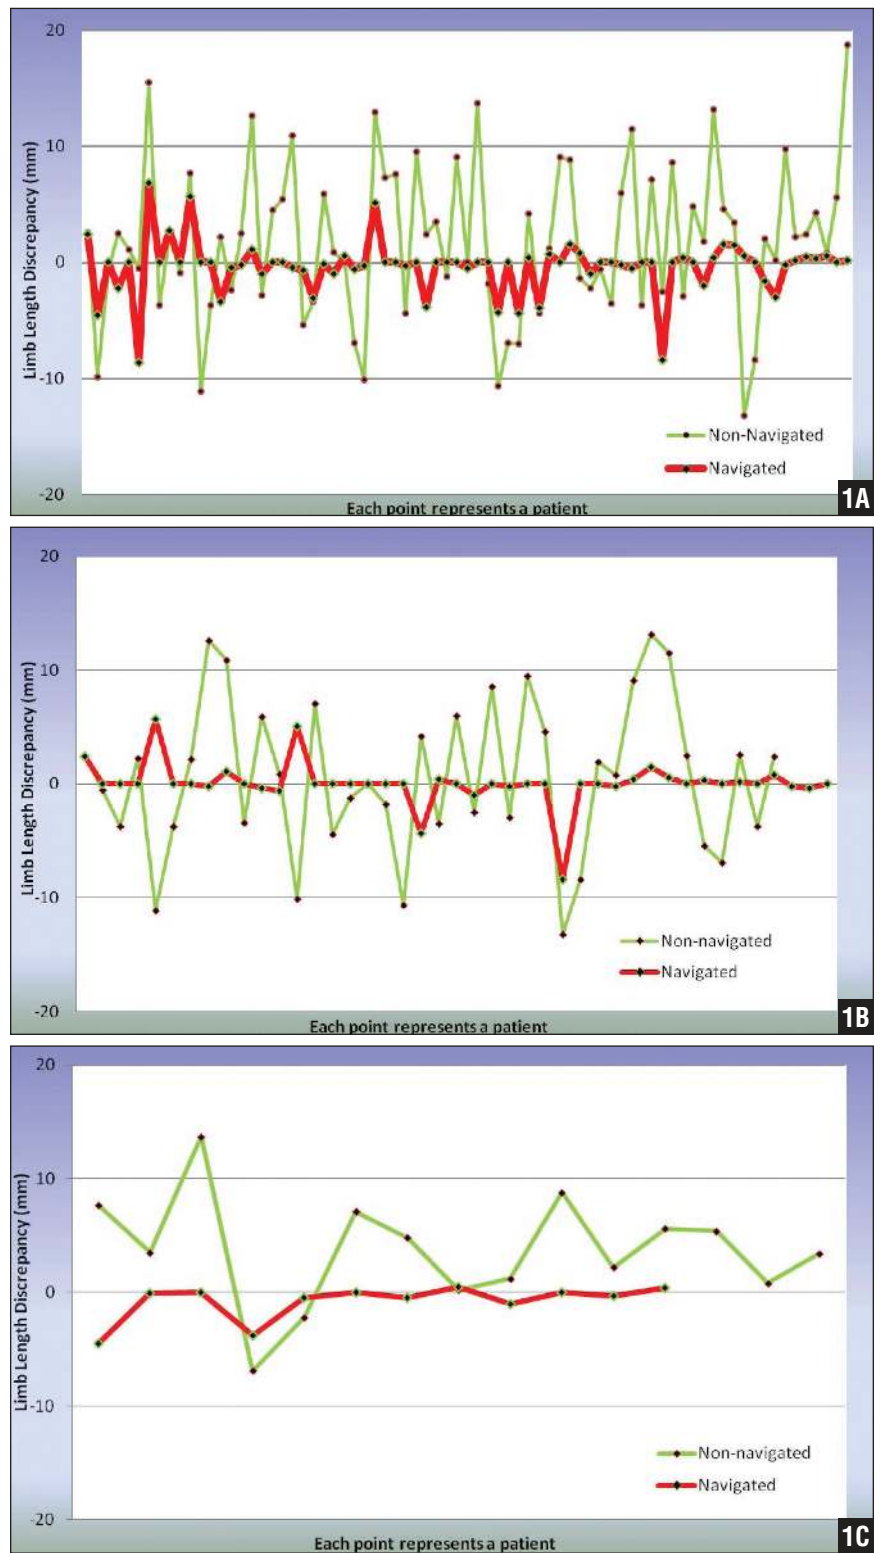 20
10
0
-10
-20
Limb Length Discrepancy (mm)
Non-Navigated
Navigated
Each point represents a patient
1A
20
10
0
-10
-20
Limb Length Discrepancy (mm)
Non-navigated
Navigated
Each point represents a patient
1B
20
10
0
-10
-20
Limb Length Discrepancy (mm)
Non-navigated
Navigated
Each point represents a patient
1C